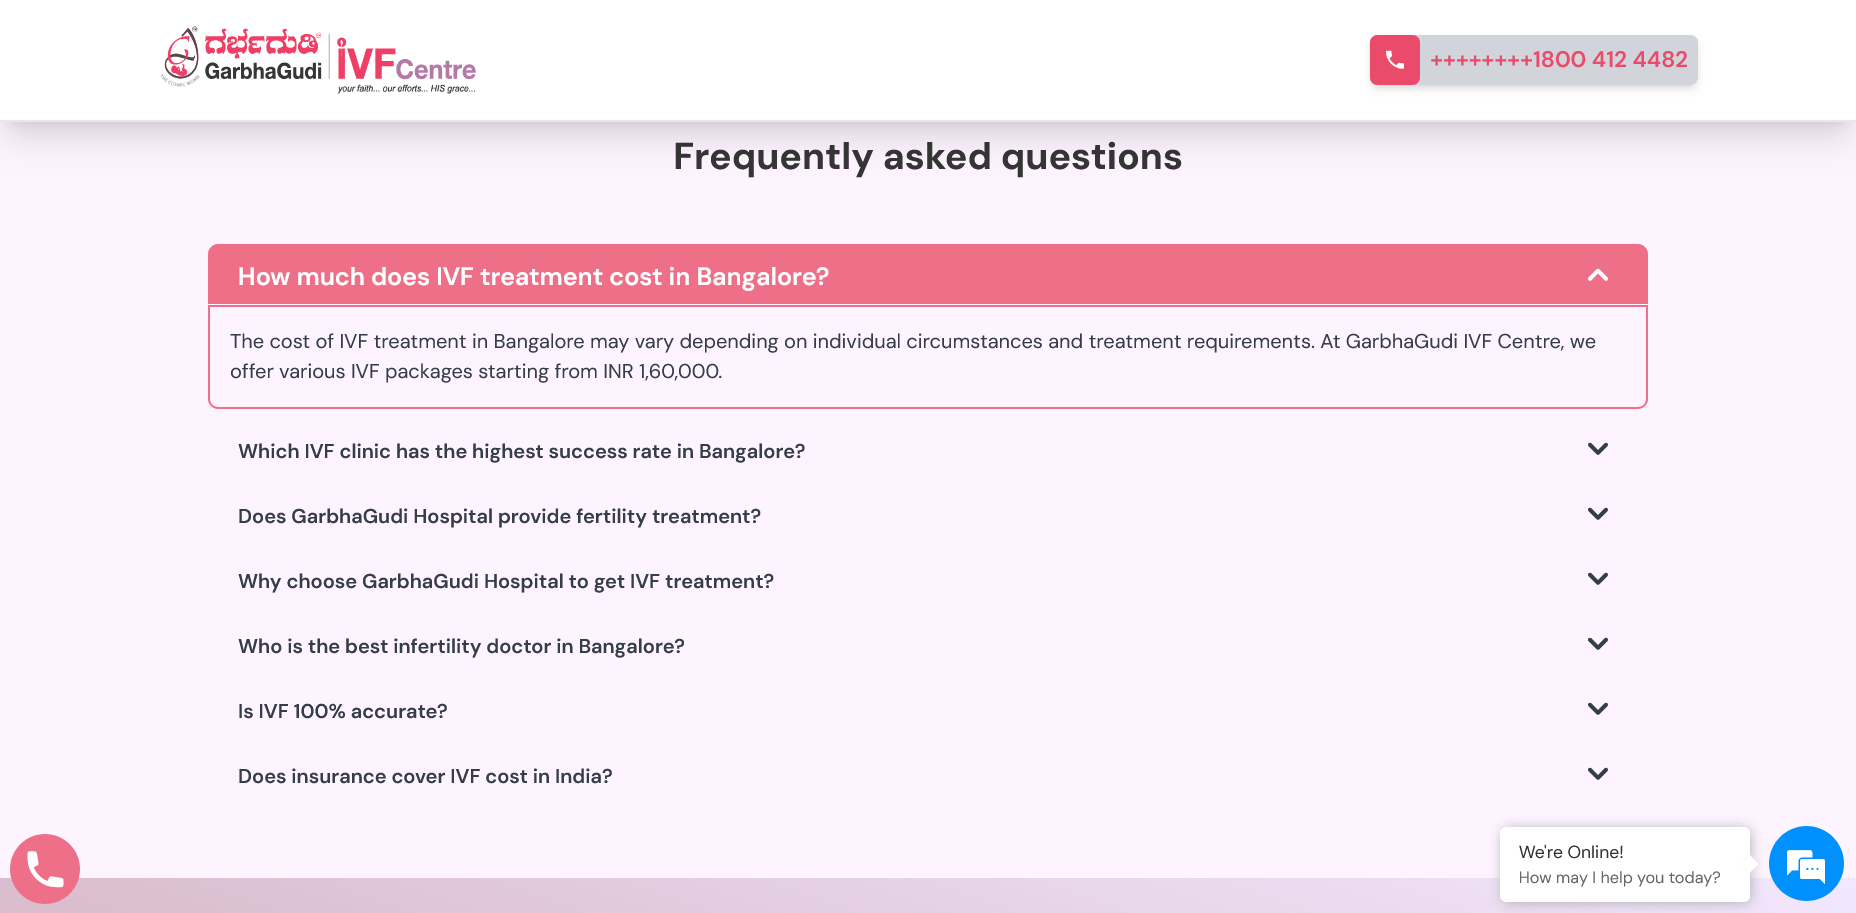 ಗರ್ಭಗುಡಿ
GarbhaGudi
iVF Centre
your faith... our efforts... HIS grace...
++++++++1800 412 4482
Frequently asked questions
How much does IVF treatment cost in Bangalore?
The cost of IVF treatment in Bangalore may vary depending on individual circumstances and treatment requirements. At GarbhaGudi IVF Centre, we
offer various IVF packages starting from INR 1,60,000.
Which IVF clinic has the highest success rate in Bangalore?
Does GarbhaGudi Hospital provide fertility treatment?
Why choose GarbhaGudi Hospital to get IVF treatment?
Who is the best infertility doctor in Bangalore?
Is IVF 100% accurate?
Does insurance cover IVF cost in India?
We're Online!
How may I help you today?